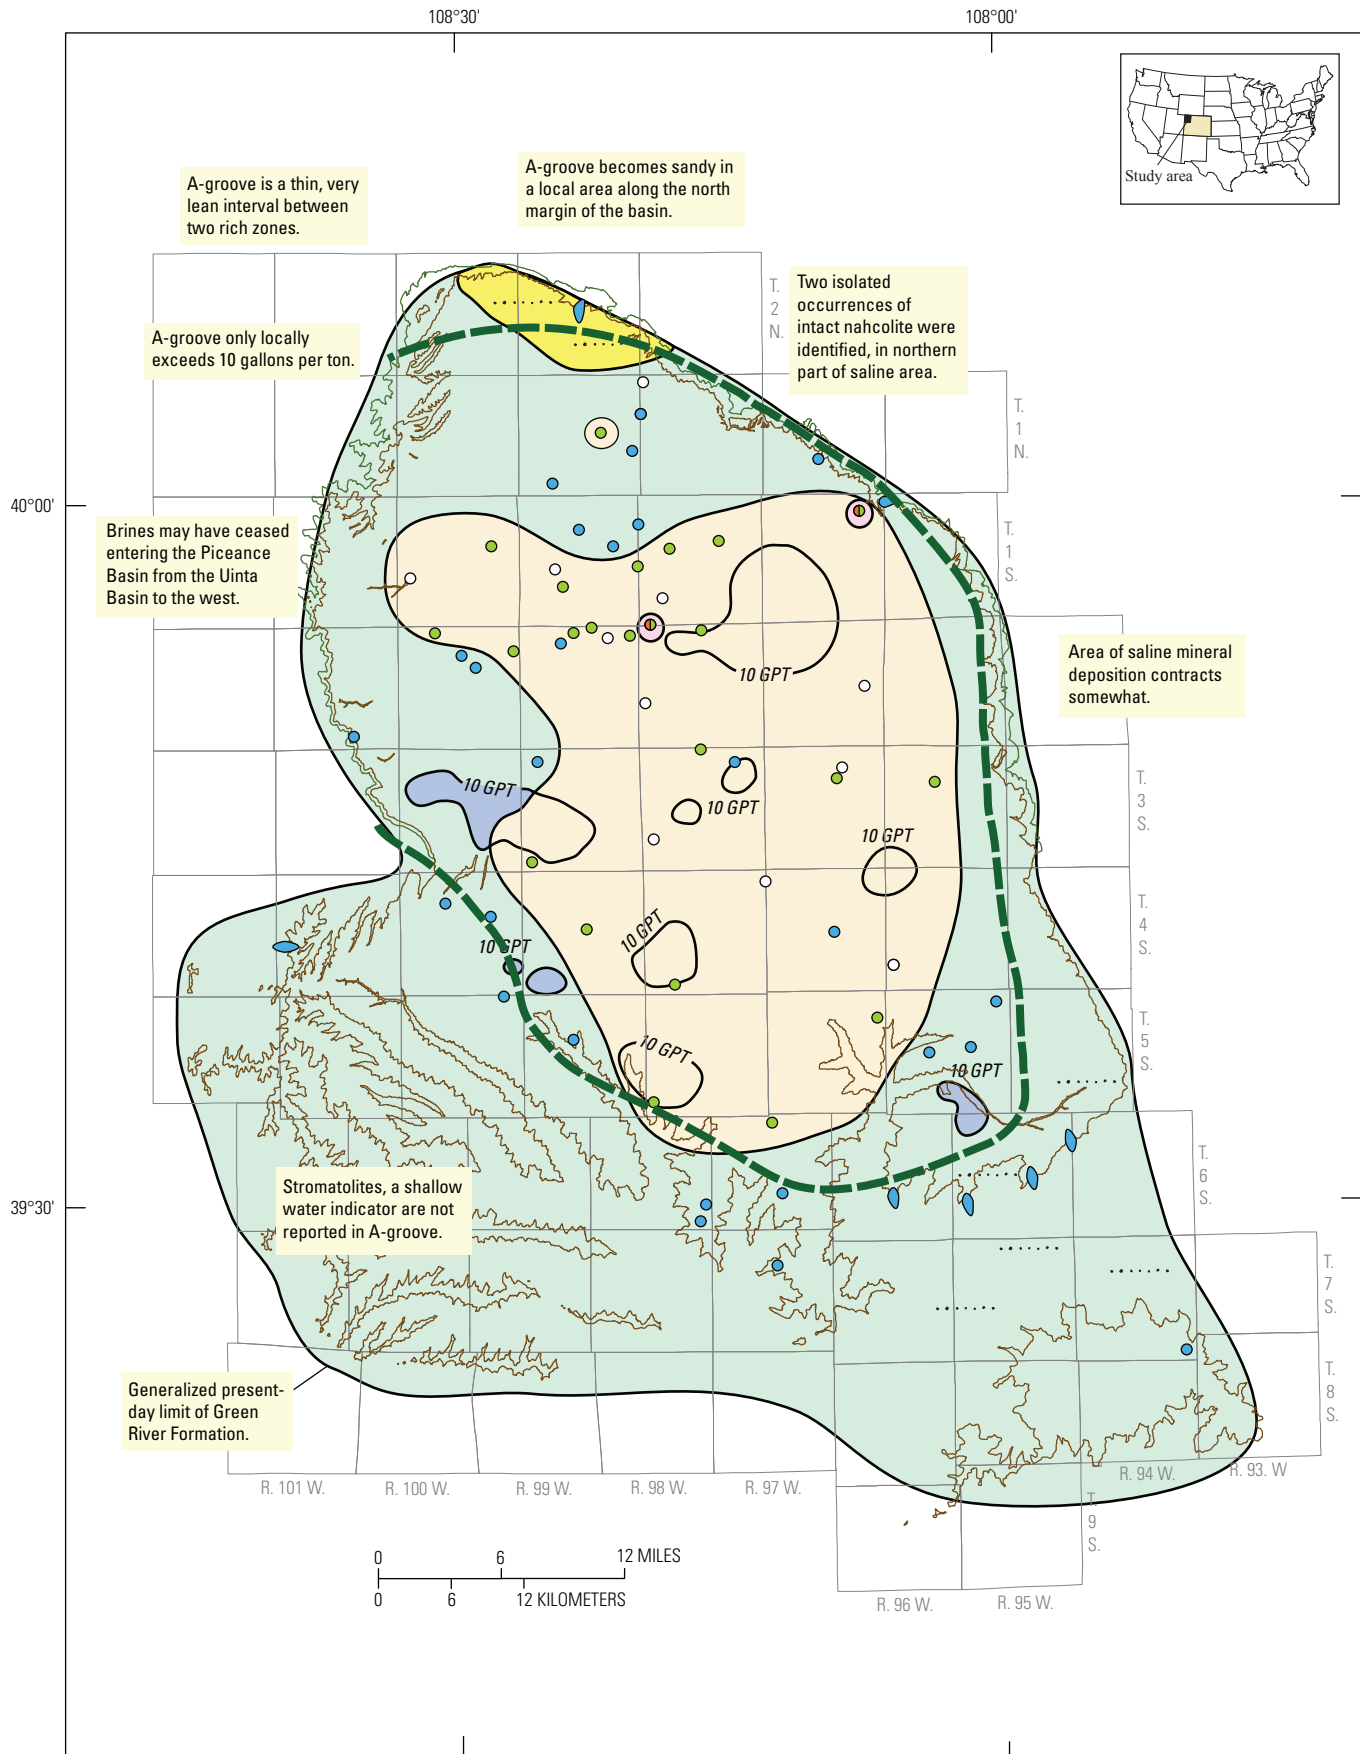 108°30'
108°00'
Study area
A-groove is a thin, very
lean interval between
two rich zones.
A-groove becomes sandy in
a local area along the north
margin of the basin.
T.
2
N.
Two isolated
occurrences of
intact nahcolite were
identified, in northern
part of saline area.
A-groove only locally
exceeds 10 gallons per ton.
T.
1
N.
40°00'
Brines may have ceased
entering the Piceance
Basin from the Uinta
Basin to the west.
T.
1
S.
10 GPT
Area of saline mineral
deposition contracts
somewhat.
10 GPT
10 GPT
T.
3
S.
10 GPT
T.
4
S.
10 GPT
10 GPT
T.
5
S.
10 GPT
10 GPT
T.
6
S.
Stromatolites, a shallow
water indicator are not
reported in A-groove.
39°30'
T.
7
S.
T.
8
S.
Generalized present-
day limit of Green
River Formation.
R. 101 W.
R. 100 W.
R. 99 W.
R. 98 W.
R. 97 W.
R. 94 W.
R. 93. W
T.
9
S.
0
6
12 MILES
0
6
12 KILOMETERS
R. 96 W.
R. 95 W.